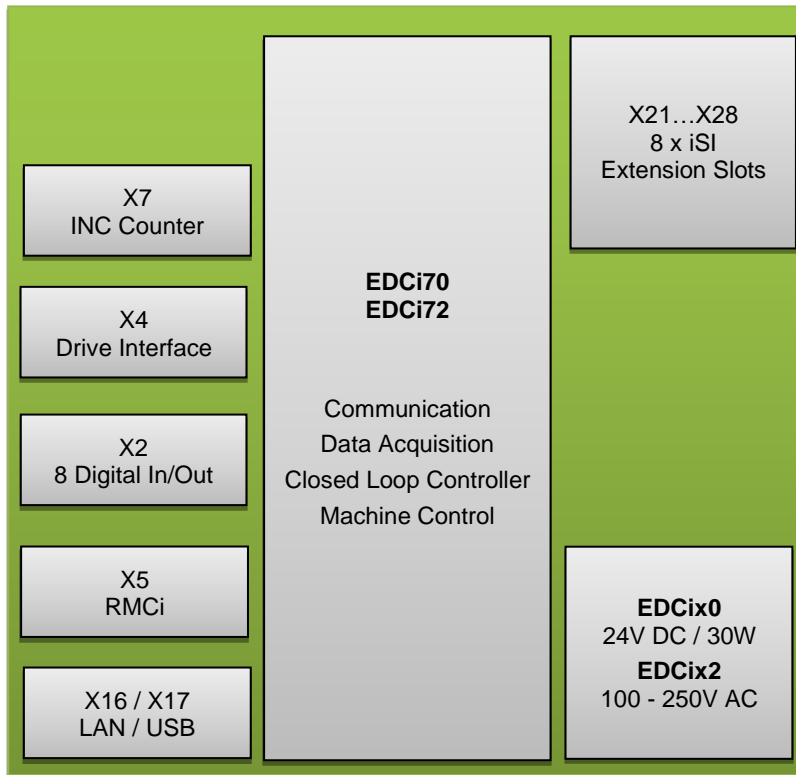 X7
INC Counter
X4
Drive Interface
X2
8 Digital In/Out
X5
RMCi
X16 / X17
LAN / USB
EDCi70
EDCi72
Communication
Data Acquisition
Closed Loop Controller
Machine Control
X21…X28
8 x iSI
Extension Slots
EDCix0
24V DC / 30W
EDCix2
100 - 250V AC